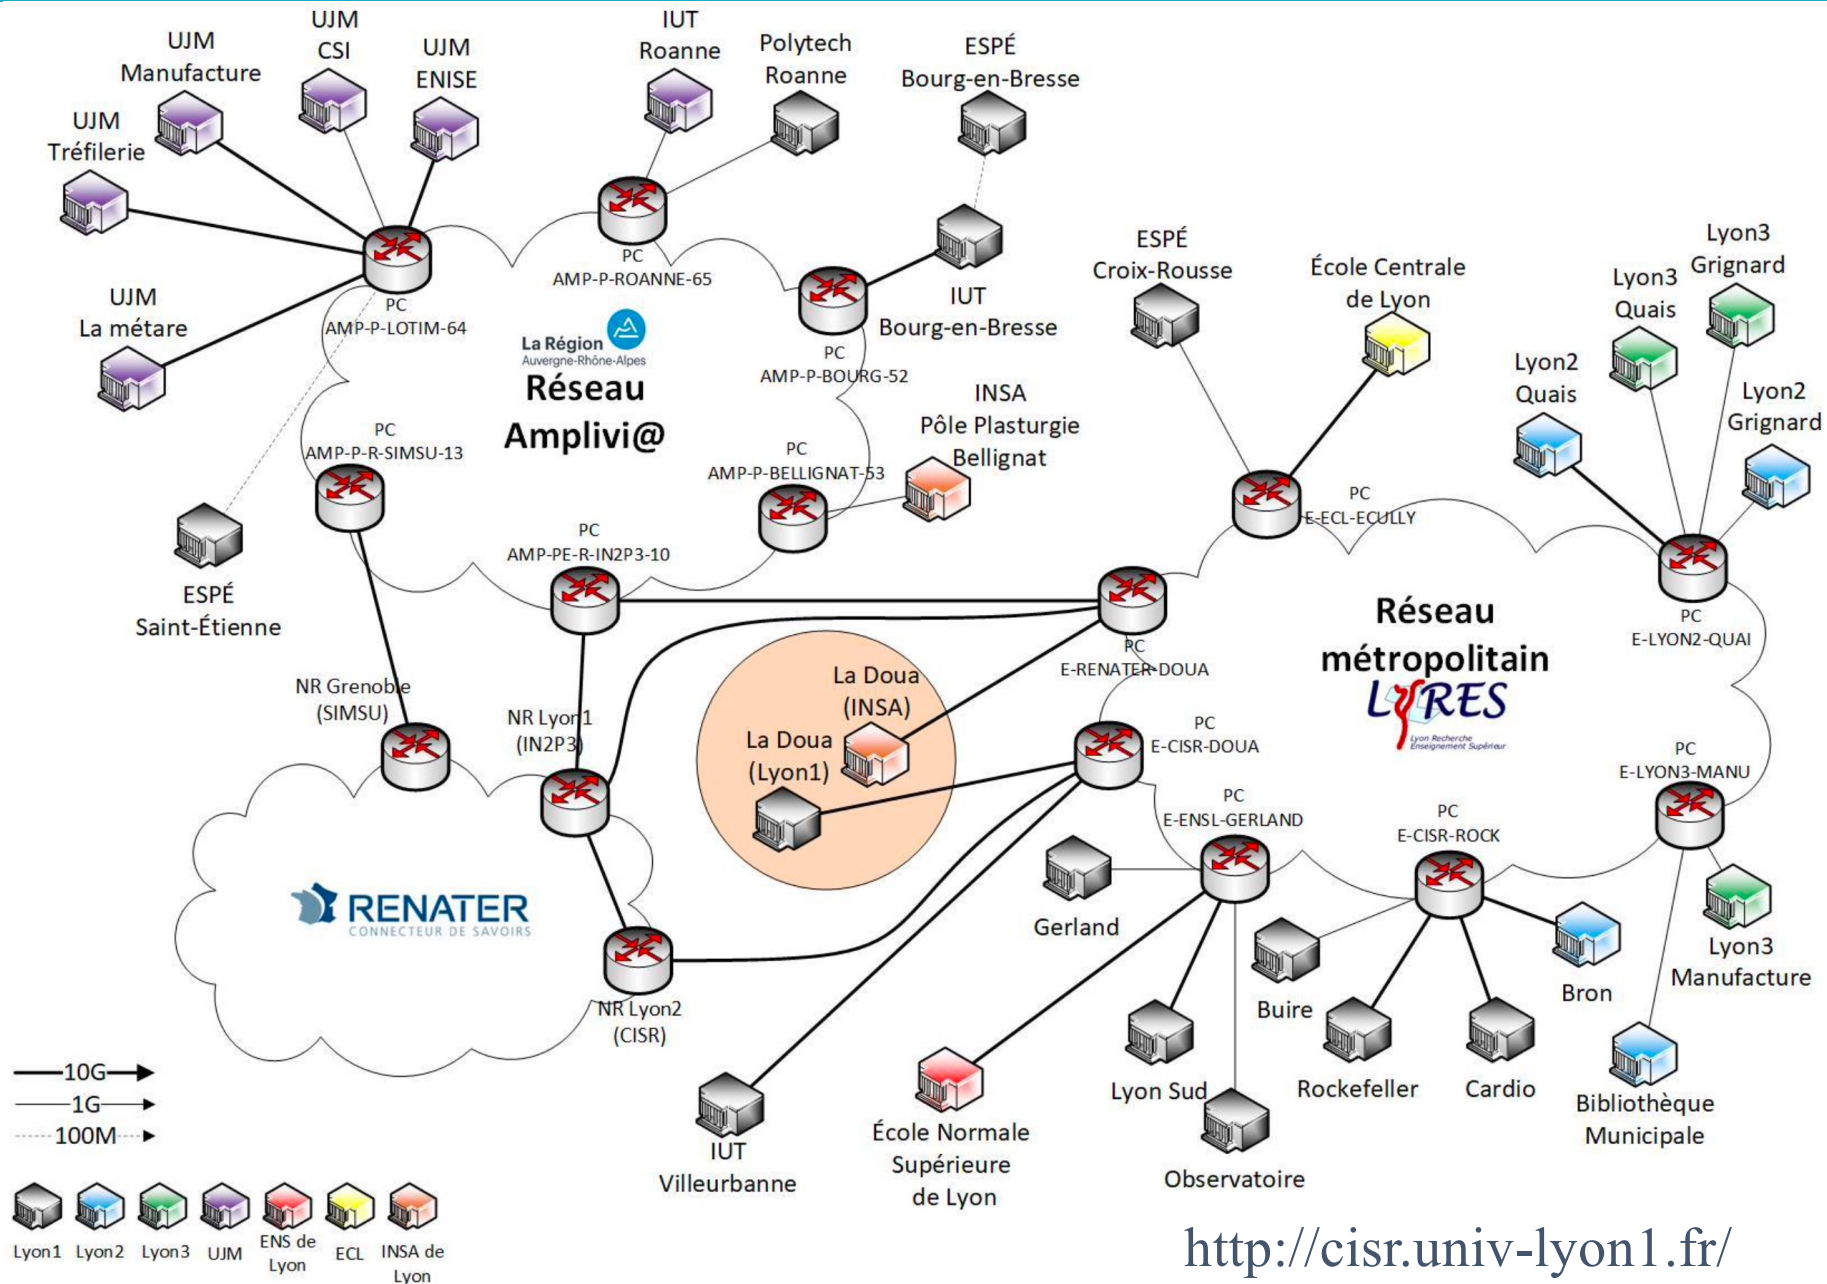 UJM
CSI
UJM
Manufacture
UJM
ENISE
UJM
Tréfilerie
UJM
La métare
IUT
Roanne
Polytech
Roanne
ESPÉ
Bourg-en-Bresse
IUT
Bourg-en-Bresse
PC
AMP-P-LOTIM-64
PC
AMP-P-ROANNE-65
PC
AMP-P-BOURG-52
La Région
Auvergne-Rhône-Alpes
Réseau
Amplivi@
PC
AMP-P-R-SIMSU-13
PC
AMP-P-BELLIGNAT-53
INSA
Pôle Plasturgie
Bellignat
PC
AMP-PE-R-IN2P3-10
ESPÉ
Saint-Étienne
ESPÉ
Croix-Rousse
École Centrale
de Lyon
Lyon3
Grignard
Lyon3
Quais
Lyon2
Quais
Lyon2
Grignard
PC
E-ECL-ECULLY
PC
E-LYON2-QUAI
PC
E-RENATER-DOUA
Réseau
métropolitain
LYRES
Lyon Recherche
Enseignement Supérieur
NR Grenoble
(SIMSU)
NR Lyon1
(IN2P3)
La Doua
(INSA)
La Doua
(Lyon1)
PC
E-CISR-DOUA
PC
E-ENSL-GERLAND
PC
E-CISR-ROCK
PC
E-LYON3-MANU
RENATER
CONNECTEUR DE SAVOIRS
NR Lyon2
(CISR)
Gerland
Buire
Bron
Lyon3
Manufacture
Lyon Sud
Rockefeller
Cardio
Bibliothèque
Municipale
IUT
Villeurbanne
École Normale
Supérieure
de Lyon
Observatoire
10G
1G
100M
Lyon1
Lyon2
Lyon3
UJM
ENS de
Lyon
ECL
INSA de
Lyon
http://cisr.univ-lyon1.fr/